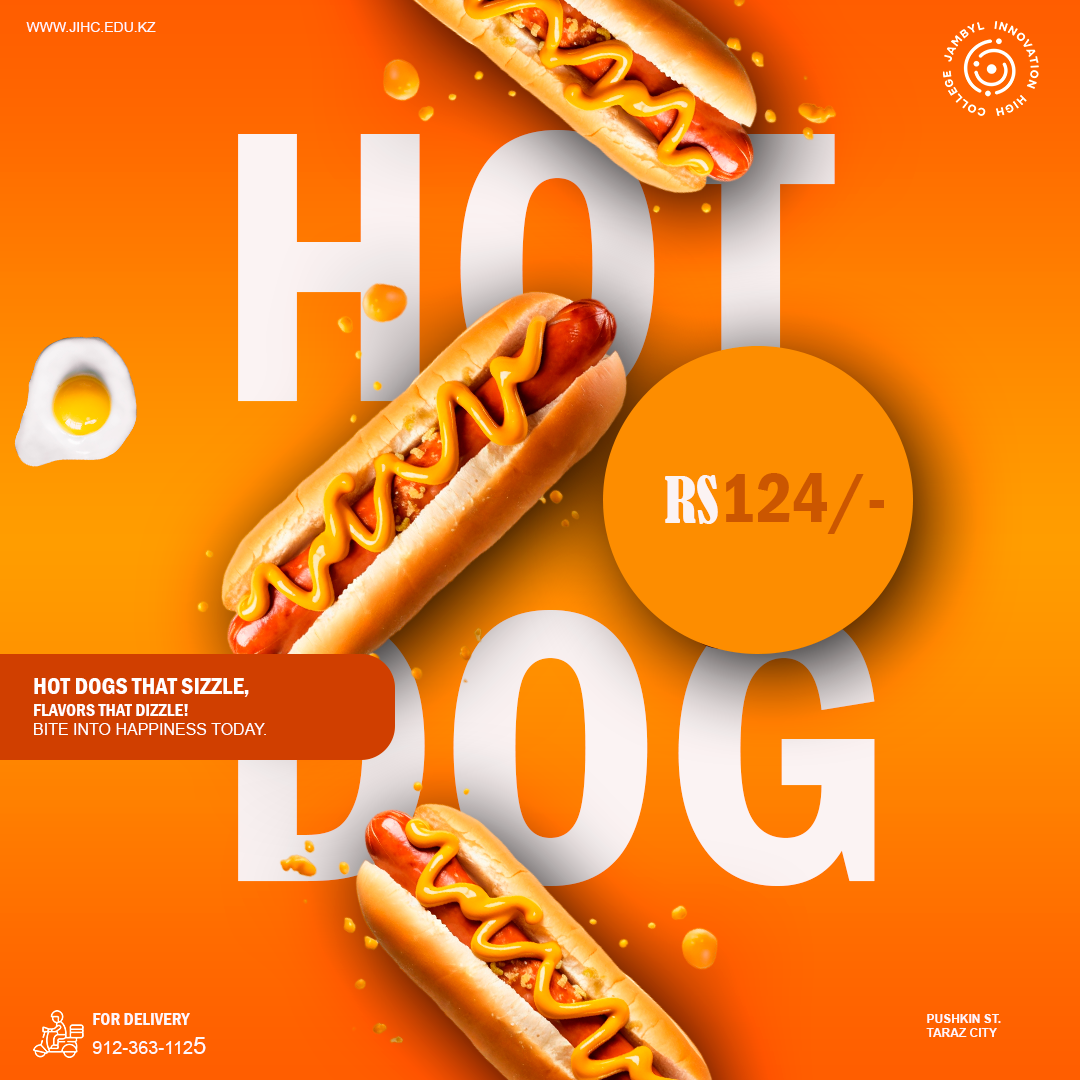 WWW.JIHC.EDU.KZ
JAMBYL INNOVATION HIGH COLLEGE
HOT
RS124/-
DOG
HOT DOGS THAT SIZZLE,
FLAVORS THAT DIZZLE!
BITE INTO HAPPINESS TODAY.
FOR DELIVERY
912-363-1125
PUSHKIN ST.
TARAZ CITY